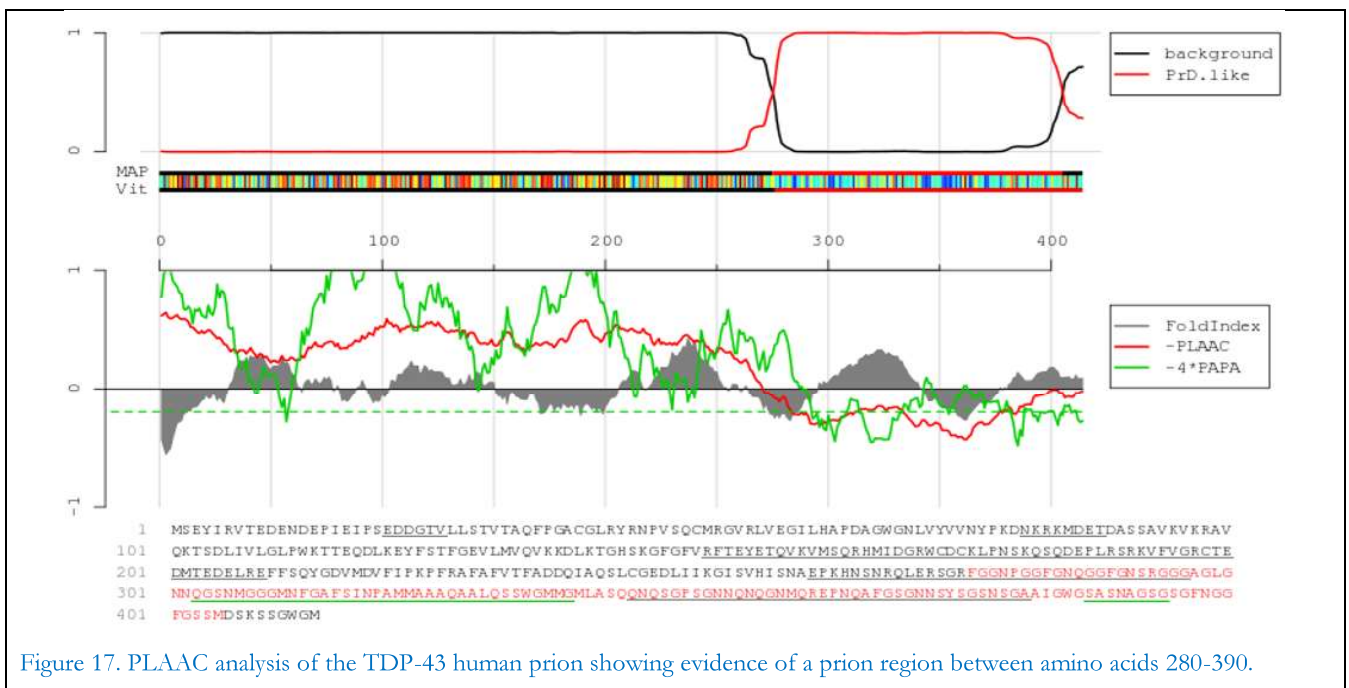 1
background
PrD.like
0
MAP
Vit
0 100 200 300 400
1
FoldIndex
-PLAAC
-4*PAPA
0
-1
1 MSEYIRVTEDENDEPIEIPSEDDGTVLLSTVTAQFPGACGLRYRNPVSQCMRGVRLVEGILHAPDAGWGNLVYVVNYPKDNKRKMDETDASSAVKVKRAV
101 QKTSDLIVLGLPWKTTEQDLKEYFSTFGEVLMVQVKKDLKTGHSKGFGFVRFTEYETQVKVMSQRHMIDGRWCDCKLPNSKQSQDEPLRSRKVFVGRCTE
201 DMTEDELREFFSQYGDVMDVFIPKPFRAFAFVTFADDQIAQSLCGEDLIIKGISVHISNAEPKHNSNRQLERSGRFGGNPGGFGNQGGFGNSRGGGAGLG
301 NNQGSNMGGGMNFGAFSINPAMMAAAQAALQSSWGMMGMLASQQNQSGPSGNNQNQGNMQREPNQAFGSGNNSYSGSNSGAAIGWGSASNAGSGSGFNGG
401 FGSSMDSKSSGWGM
Figure 17. PLAAC analysis of the TDP-43 human prion showing evidence of a prion region between amino acids 280-390.